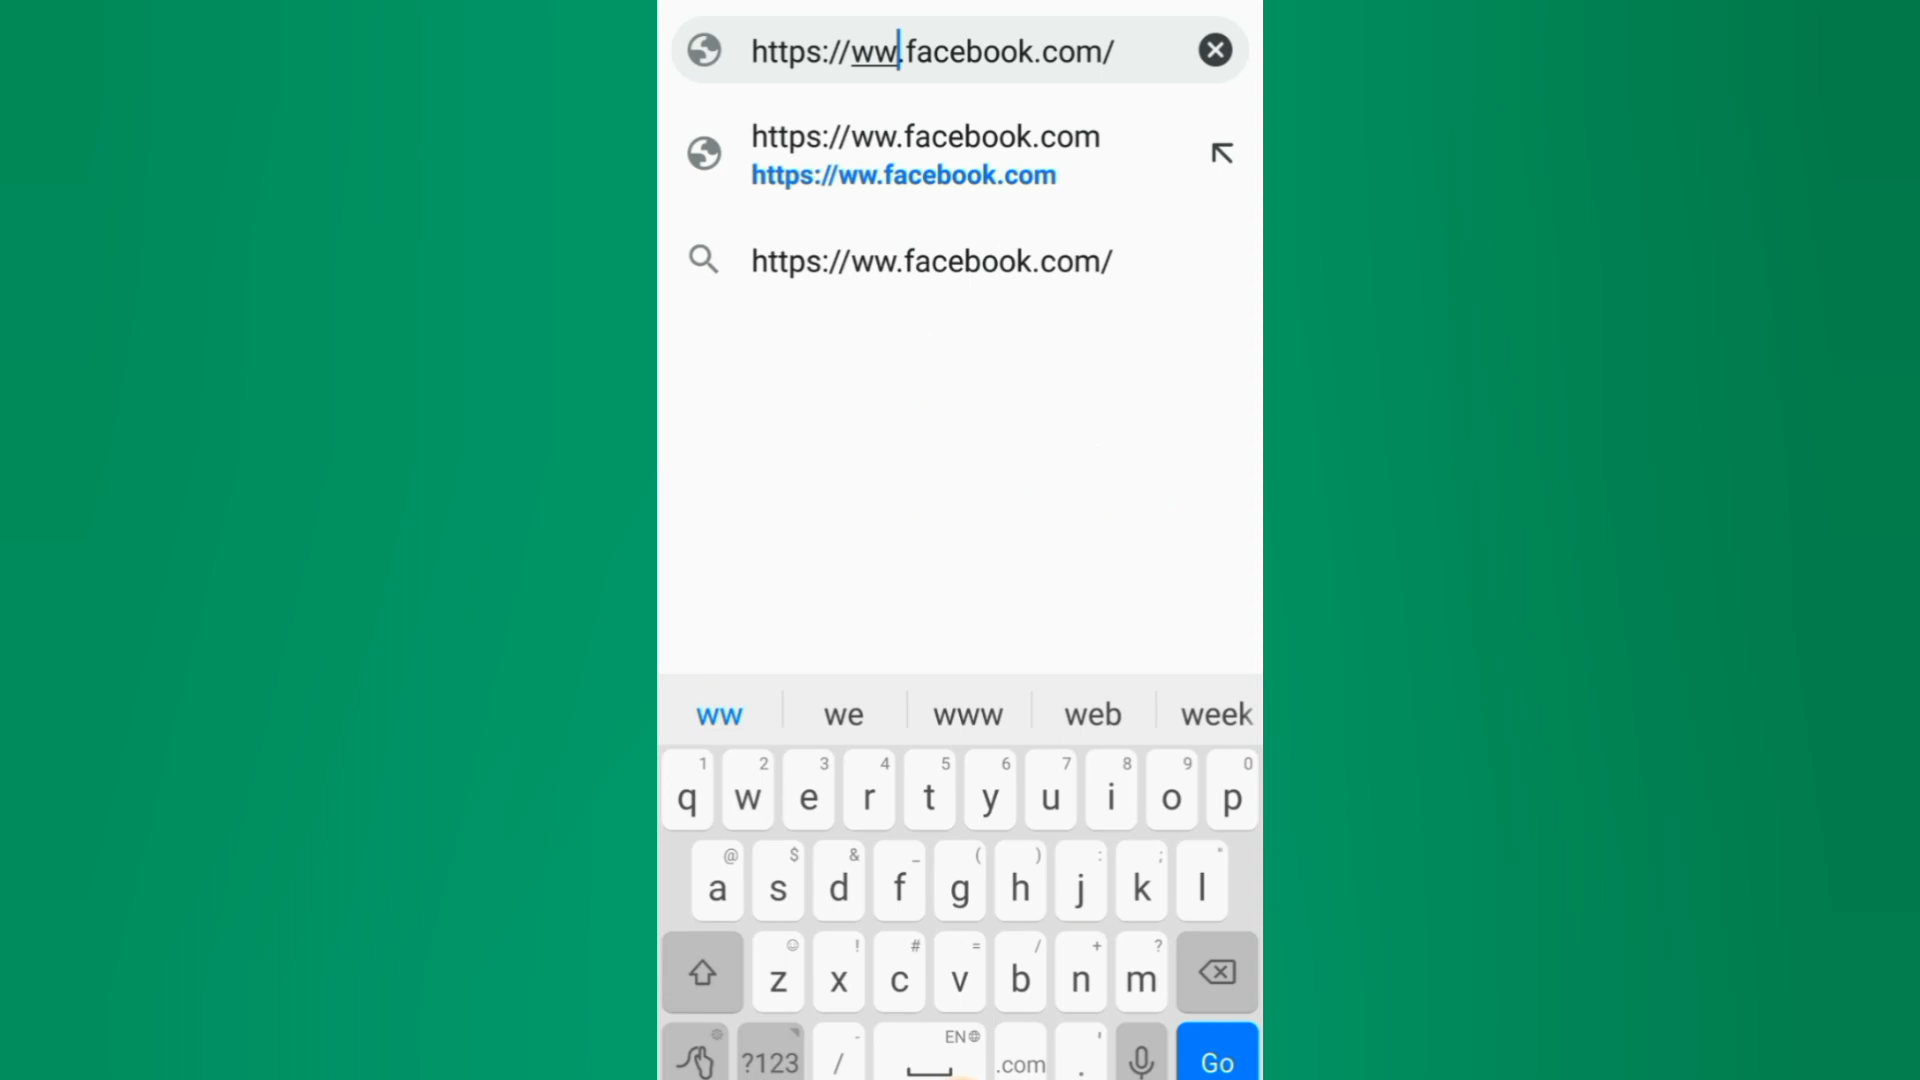 https://ww.facebook.com/
https://ww.facebook.com
https://ww.facebook.com
https://ww.facebook.com/
ww we www web week
1 2 3 4 5 6 7 8 9 0
q w e r t y u i o p
@ $ & _ ( ) : ; "
a s d f g h j k l
☺ ! # = / + ?
z x c v b n m
- EN '
?123 / .com . Go